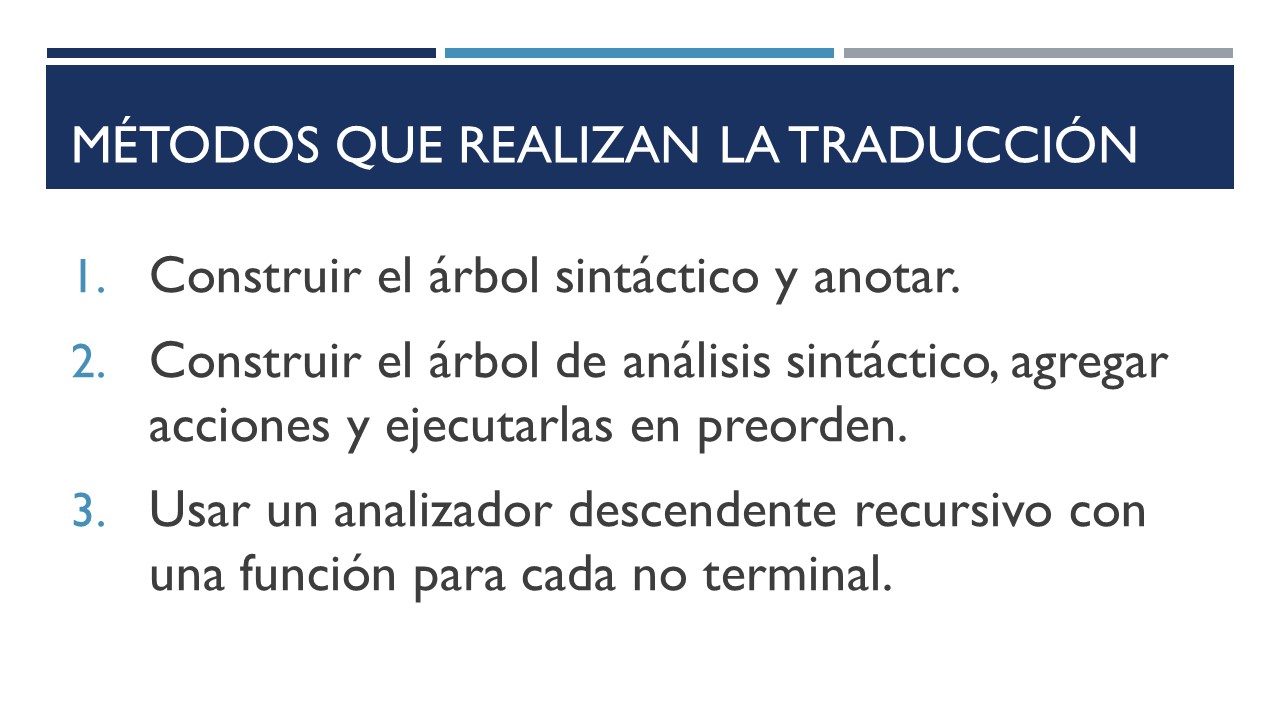 MÉTODOS QUE REALIZAN LA TRADUCCIÓN
1. Construir el árbol sintáctico y anotar.
2. Construir el árbol de análisis sintáctico, agregar
acciones y ejecutarlas en preorden.
3. Usar un analizador descendente recursivo con
una función para cada no terminal.